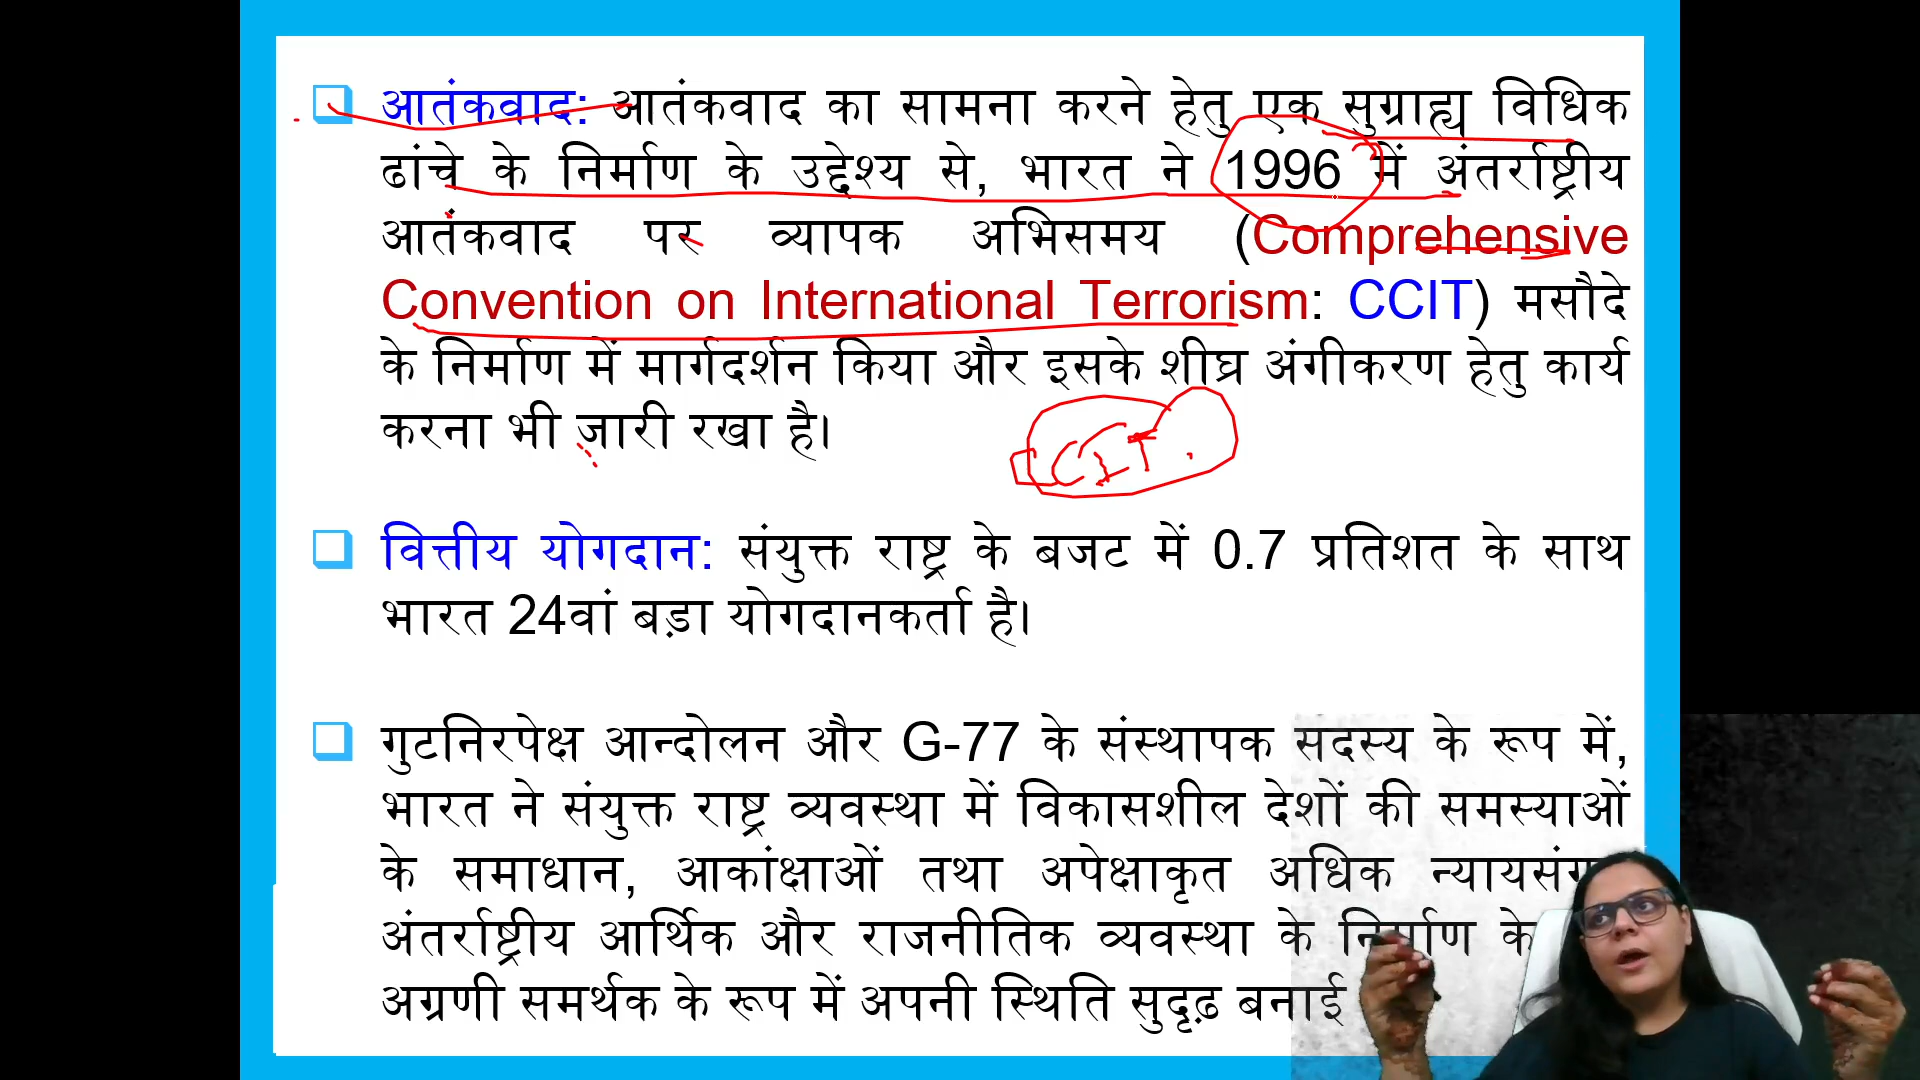 आतंकवाद: आतंकवाद का सामना करने हेतु एक सुग्राह्य विधिक
ढांचे के निर्माण के उद्देश्य से, भारत ने 1996 में अंतर्राष्ट्रीय
आतंकवाद पर व्यापक अभिसमय (Comprehensive
Convention on International Terrorism: CCIT) मसौदे
के निर्माण में मार्गदर्शन किया और इसके शीघ्र अंगीकरण हेतु कार्य
करना भी जारी रखा है।
वित्तीय योगदान: संयुक्त राष्ट्र के बजट में 0.7 प्रतिशत के साथ
भारत 24वां बड़ा योगदानकर्ता है।
गुटनिरपेक्ष आन्दोलन और G-77 के संस्थापक सदस्य के रूप में,
भारत ने संयुक्त राष्ट्र व्यवस्था में विकासशील देशों की समस्याओं
के समाधान, आकांक्षाओं तथा अपेक्षाकृत अधिक
अंतर्राष्ट्रीय आर्थिक और राजनीतिक व्यवस्था के निर्माण के
अग्रणी समर्थक के रूप में अपनी स्थिति सुदृढ़ बनाई